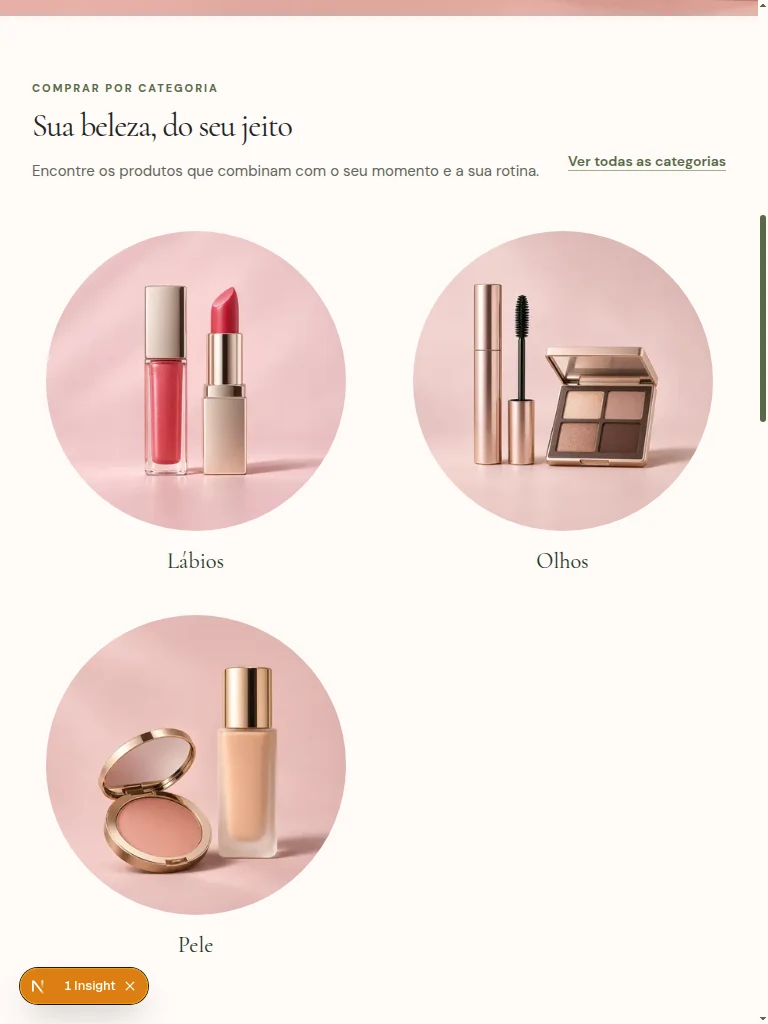 COMPRAR POR CATEGORIA
Sua beleza, do seu jeito
Encontre os produtos que combinam com o seu momento e a sua rotina.
Ver todas as categorias
Lábios
Olhos
Pele
N
1 Insight